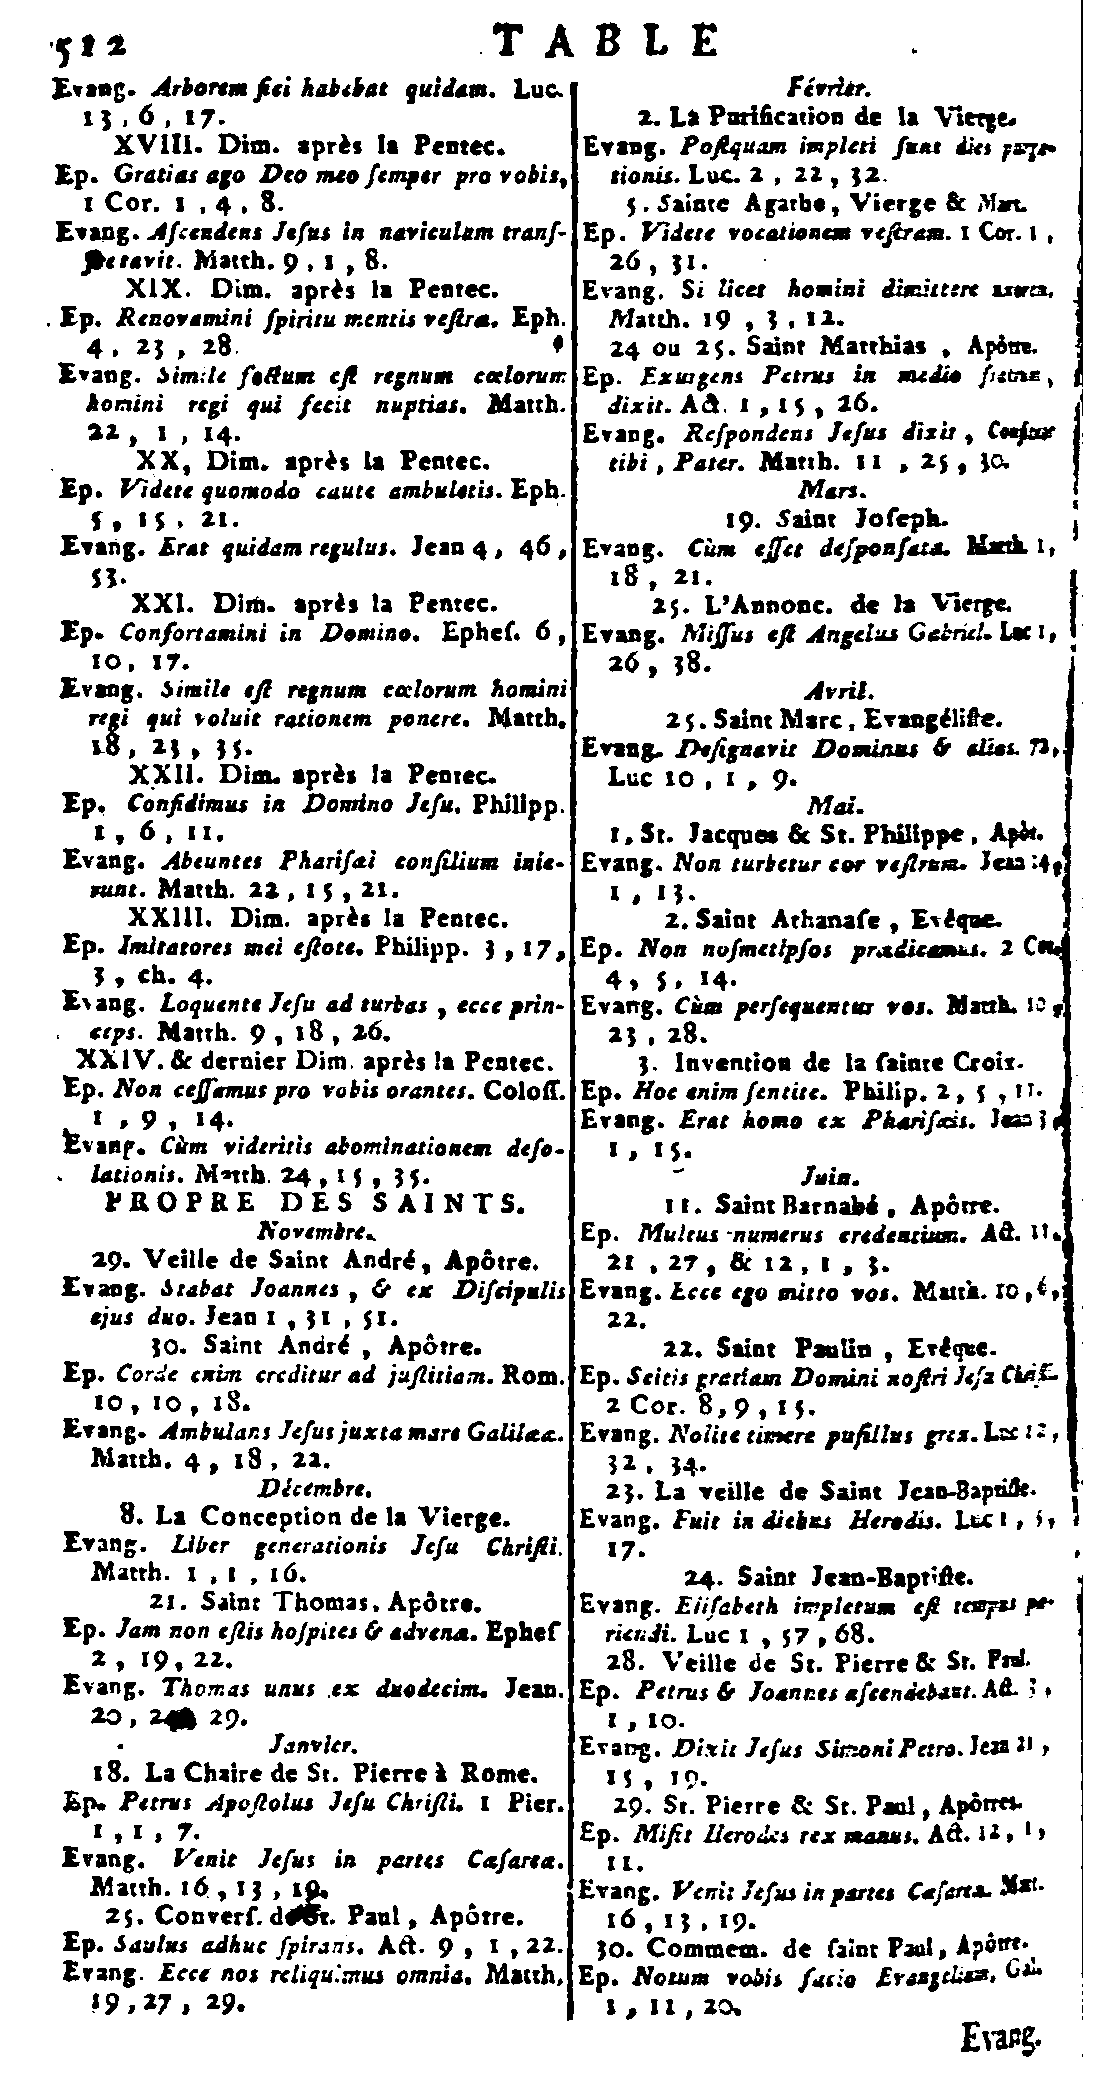 512 TABLE
Evang. Arborem fici habebat quidam. Luc.
13, 6, 17.
XVIII. Dim. après la Pentec.
Ep. Gratias ago Deo meo ſemper pro vobis,
1 Cor. 1, 4, 8.
Evang. Aſcendens Jeſus in naviculam tranſ-
fretavit. Matth. 9, 1, 8.
XIX. Dim. après la Pentec.
Ep. Renovamini ſpiritu mentis veſtræ. Eph.
4, 23, 28.
Evang. Simile factum eſt regnum cœlorum
homini regi qui fecit nuptias. Matth.
22, 1, 14.
XX, Dim. après la Pentec.
Ep. Videte quomodo caute ambuletis. Eph.
5, 15, 21.
Evang. Erat quidam regulus. Jean 4, 46,
53.
XXI. Dim. après la Pentec.
Ep. Confortamini in Domino. Epheſ. 6,
10, 17.
Evang. Simile eſt regnum cœlorum homini
regi qui voluit rationem ponere. Matth.
18, 23, 35.
XXII. Dim. après la Pentec.
Ep. Confidimus in Domino Jeſu. Philipp.
1, 6, 11.
Evang. Abeuntes Phariſæi conſilium inie-
runt. Matth. 22, 15, 21.
XXIII. Dim. après la Pentec.
Ep. Imitatores mei eſtote. Philipp. 3, 17,
3, ch. 4.
Evang. Loquente Jeſu ad turbas, ecce prin-
ceps. Matth. 9, 18, 26.
XXIV. & dernier Dim. après la Pentec.
Ep. Non ceſſamus pro vobis orantes. Coloſſ.
1, 9, 14.
Evang. Cùm videritis abominationem deſo-
lationis. Matth. 24, 15, 35.
PROPRE DES SAINTS.
Novembre.
29. Veille de Saint André, Apôtre.
Evang. Stabat Joannes, & ex Diſcipulis
ejus duo. Jean 1, 31, 51.
30. Saint André, Apôtre.
Ep. Corde enim creditur ad juſtitiam. Rom.
10, 10, 18.
Evang. Ambulans Jeſus juxta mare Galilææ.
Matth. 4, 18, 22.
Décembre.
8. La Conception de la Vierge.
Evang. Liber generationis Jeſu Chriſti.
Matth. 1, 1, 16.
21. Saint Thomas, Apôtre.
Ep. Jam non eſtis hoſpites & advenæ. Epheſ
2, 19, 22.
Evang. Thomas unus ex duodecim. Jean.
20, 29.
Janvier.
18. La Chaire de St. Pierre à Rome.
Ep. Petrus Apoſtolus Jeſu Chriſti. 1 Pier.
1, 1, 7.
Evang. Venit Jeſus in partes Cæſareæ.
Matth. 16, 13, 19.
25. Converſ. de St. Paul, Apôtre.
Ep. Saulus adhuc ſpirans. Act. 9, 1, 22.
Evang. Ecce nos reliquimus omnia. Matth.
19, 27, 29.
Février.
2. La Purification de la Vierge.
Evang. Poſtquam impleti ſunt dies purga-
tionis. Luc. 2, 22, 32.
5. Sainte Agathe, Vierge & Mart.
Ep. Videte vocationem veſtram. 1 Cor. 1,
26, 31.
Evang. Si licet homini dimittere uxorem.
Matth. 19, 3, 12.
24 ou 25. Saint Matthias, Apôtre.
Ep. Exurgens Petrus in medio fratrum,
dixit. Act. 1, 15, 26.
Evang. Reſpondens Jeſus dixit, Confiteor
tibi, Pater. Matth. 11, 25, 30.
Mars.
19. Saint Joſeph.
Evang. Cùm eſſet deſponſata. Matth. 1,
18, 21.
25. L'Annonc. de la Vierge.
Evang. Miſſus eſt Angelus Gabriel. Luc 1,
26, 38.
Avril.
25. Saint Marc, Evangéliſte.
Evang. Deſignavit Dominus & alios. 72,
Luc 10, 1, 9.
Mai.
1, St. Jacques & St. Philippe, Apôt.
Evang. Non turbetur cor veſtrum. Jean 14,
1, 13.
2. Saint Athanaſe, Evêque.
Ep. Non noſmetipſos prædicamus. 2 Cor.
4, 5, 14.
Evang. Cùm perſequentur vos. Matth. 10,
23, 28.
3. Invention de la ſainte Croix.
Ep. Hoc enim ſentite. Philip. 2, 5, 11.
Evang. Erat homo ex Phariſæis. Jean 3,
1, 15.
Juin.
11. Saint Barnabé, Apôtre.
Ep. Multus numerus credentium. Act. 11.
21, 27, & 12, 1, 3.
Evang. Ecce ego mitto vos. Matth. 10, 6,
22.
22. Saint Paulin, Evêque.
Ep. Scitis gratiam Domini noſtri Jeſu Chriſt.
2 Cor. 8, 9, 15.
Evang. Nolite timere puſillus grex. Luc 12,
32, 34.
23. La veille de Saint Jean-Baptiſte.
Evang. Fuit in diebus Herodis. Luc 1, 5,
17.
24. Saint Jean-Baptiſte.
Evang. Eliſabeth impletum eſt tempus pa-
riendi. Luc 1, 57, 68.
28. Veille de St. Pierre & St. Paul.
Ep. Petrus & Joannes aſcendebant. Act. 3,
1, 10.
Evang. Dixit Jeſus Simoni Petro. Jean 21,
15, 19.
29. St. Pierre & St. Paul, Apôtres.
Ep. Miſit Herodes rex manus. Act. 12, 1,
11.
Evang. Venit Jeſus in partes Cæſareæ. Mat.
16, 13, 19.
30. Commem. de ſaint Paul, Apôtre.
Ep. Notum vobis facio Evangelium. Gal.
1, 11, 20.
Evang.